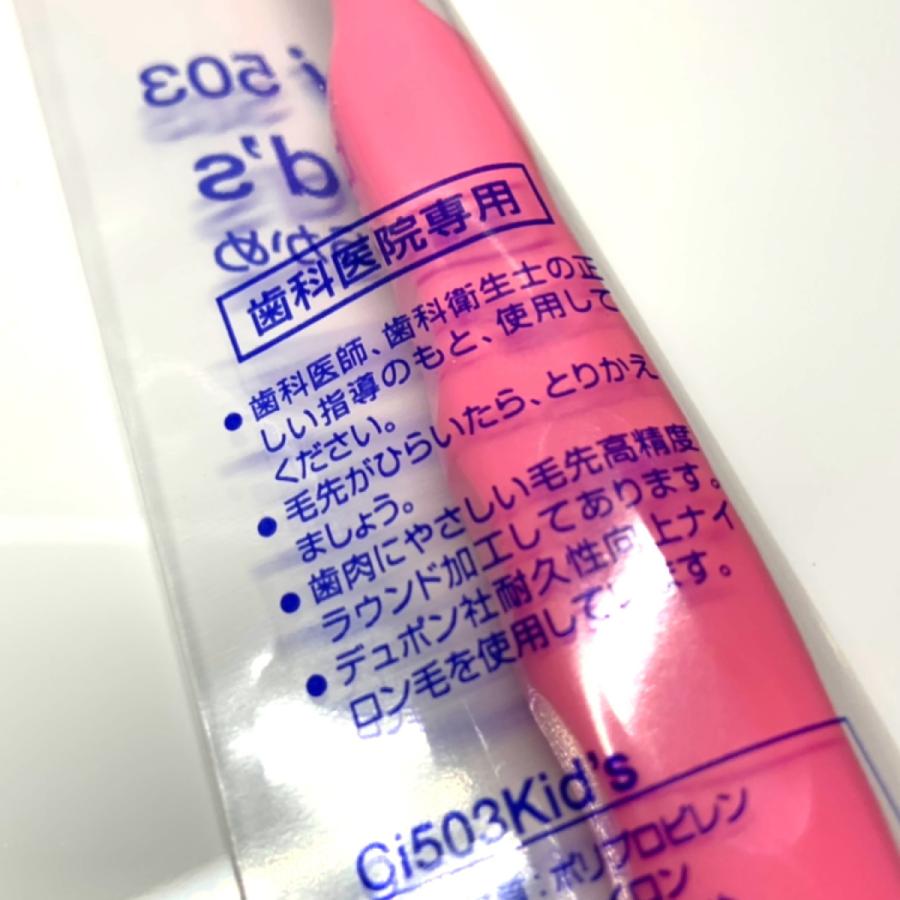 503
d's
かめ
歯科医院専用
●歯科医師、歯科衛生士の正
しい指導のもと、使用して
ください。
●毛先がひらいたら、とりかえ
ましょう。
●歯肉にやさしい毛先高精度
ラウンド加工してあります。
●デュポン社耐久性向上ナイ
ロン毛を使用しています。
Ci503Kid's
：ポリプロピレン
イロン